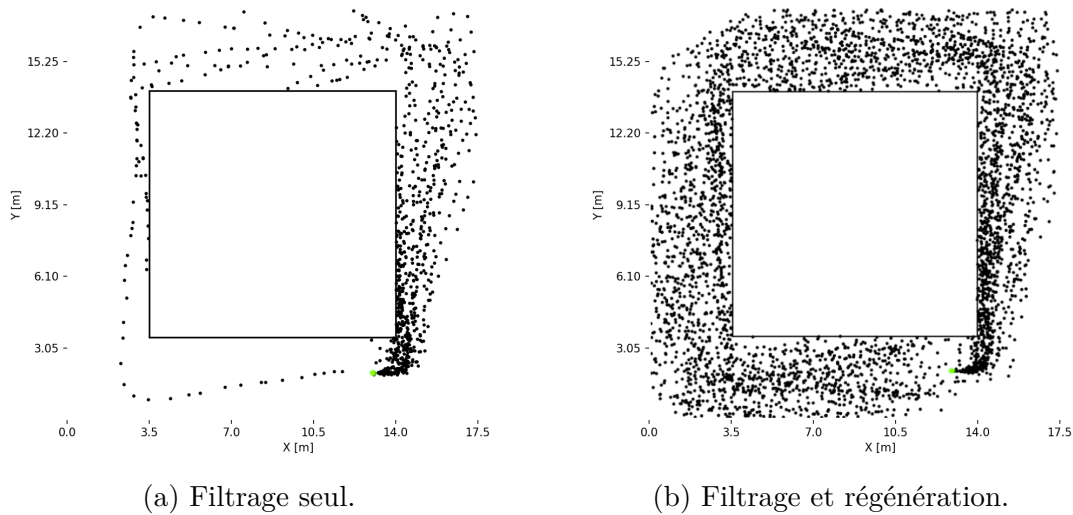 15.25
12.20
9.15
6.10
3.05
Y [m]
0.0 3.5 7.0 10.5 14.0 17.5
X [m]
(a) Filtrage seul.
15.25
12.20
9.15
6.10
3.05
Y [m]
0.0 3.5 7.0 10.5 14.0 17.5
X [m]
(b) Filtrage et régénération.